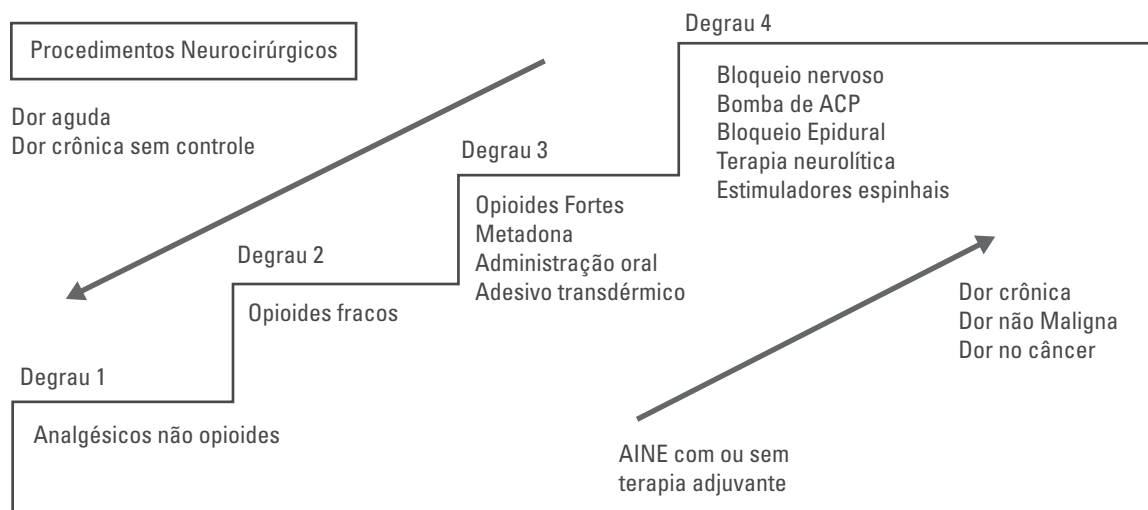 Procedimentos Neurocirúrgicos
Dor aguda
Dor crônica sem controle
Degrau 4
Bloqueio nervoso
Bomba de ACP
Bloqueio Epidural
Terapia neurolítica
Estimuladores espinhais
Degrau 3
Opioides Fortes
Metadona
Administração oral
Adesivo transdérmico
Degrau 2
Opioides fracos
Degrau 1
Analgésicos não opioides
Dor crônica
Dor não Maligna
Dor no câncer
AINE com ou sem
terapia adjuvante